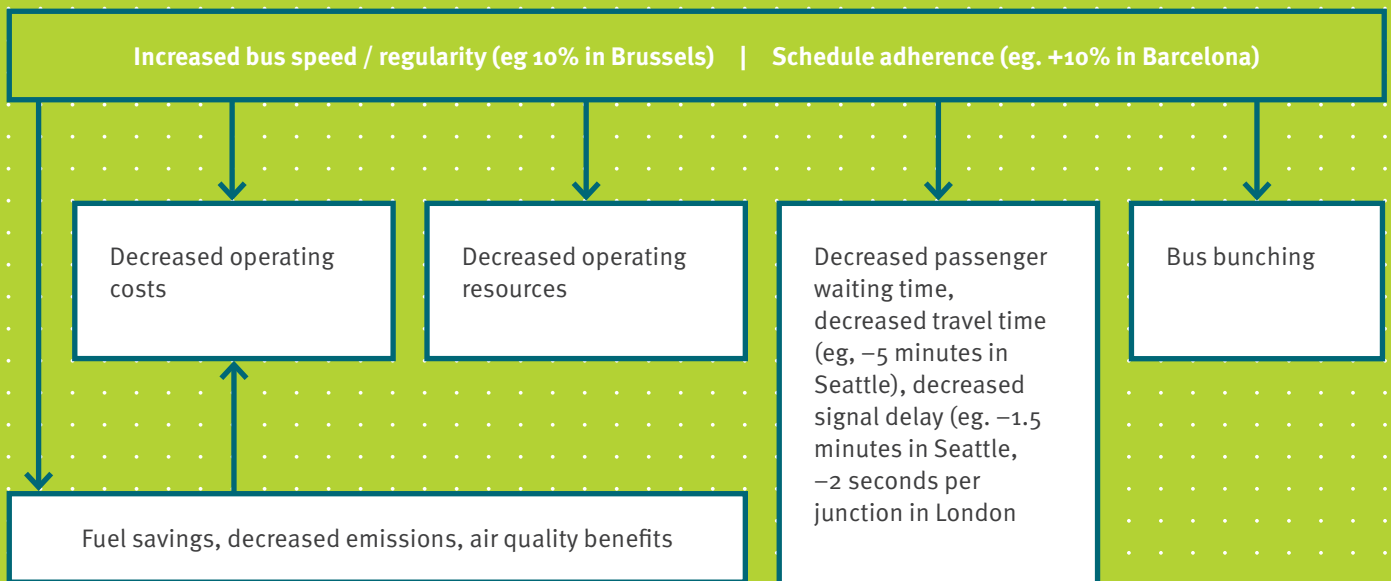 Increased bus speed / regularity (eg 10% in Brussels) | Schedule adherence (eg. +10% in Barcelona)
Decreased operating
costs
Decreased operating
resources
Decreased passenger
waiting time,
decreased travel time
(eg, –5 minutes in
Seattle), decreased
signal delay (eg. –1.5
minutes in Seattle,
–2 seconds per
junction in London
Bus bunching
Fuel savings, decreased emissions, air quality benefits